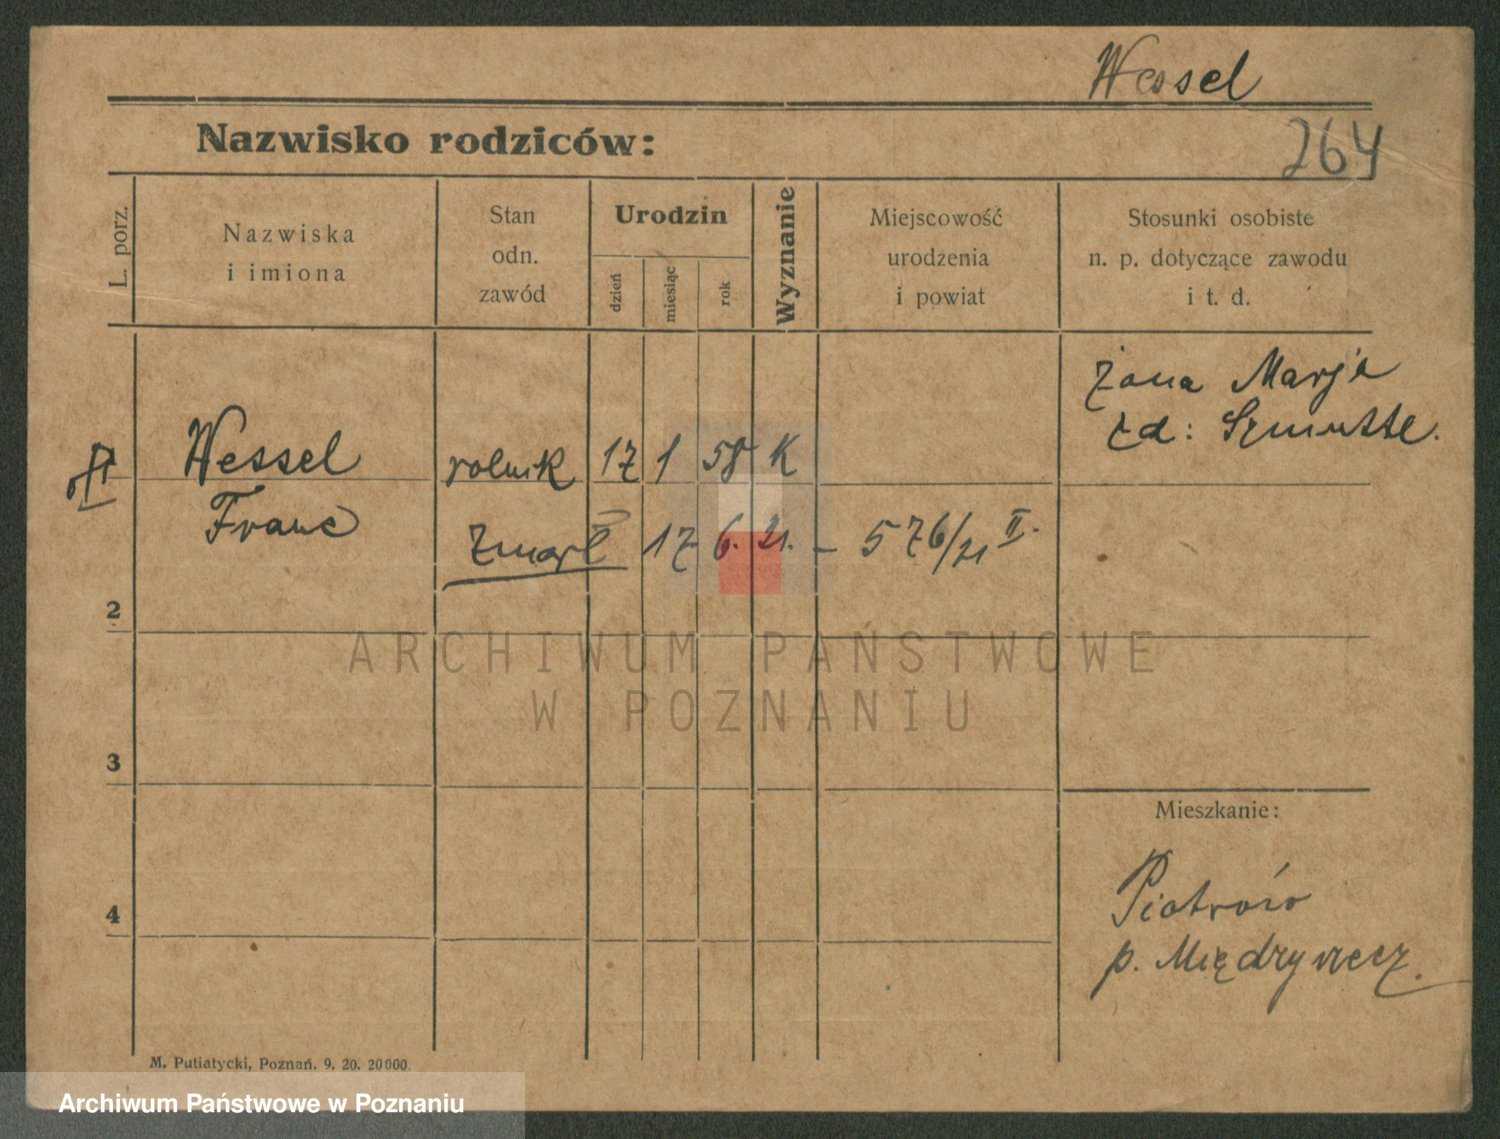 Wessel
Nazwisko rodziców:
264
L. porz.
Nazwiska
i imiona
Stan
odn.
zawód
Urodzin
dzień
miesiąc
rok
Wyznanie
Miejscowość
urodzenia
i powiat
Stosunki osobiste
n. p. dotyczące zawodu
i t. d.
żona Marja
Wessel
rolnik 17 1 58 K
Franc
zmarł 17 6. 21. – 576/21 II.
2
ARCHIWUM PAŃSTWOWE
W POZNANIU
3
Mieszkanie:
4
Piotrów
p. Międzyrzecz.
M. Putiatycki, Poznań. 9. 20. 20000.
Archiwum Państwowe w Poznaniu